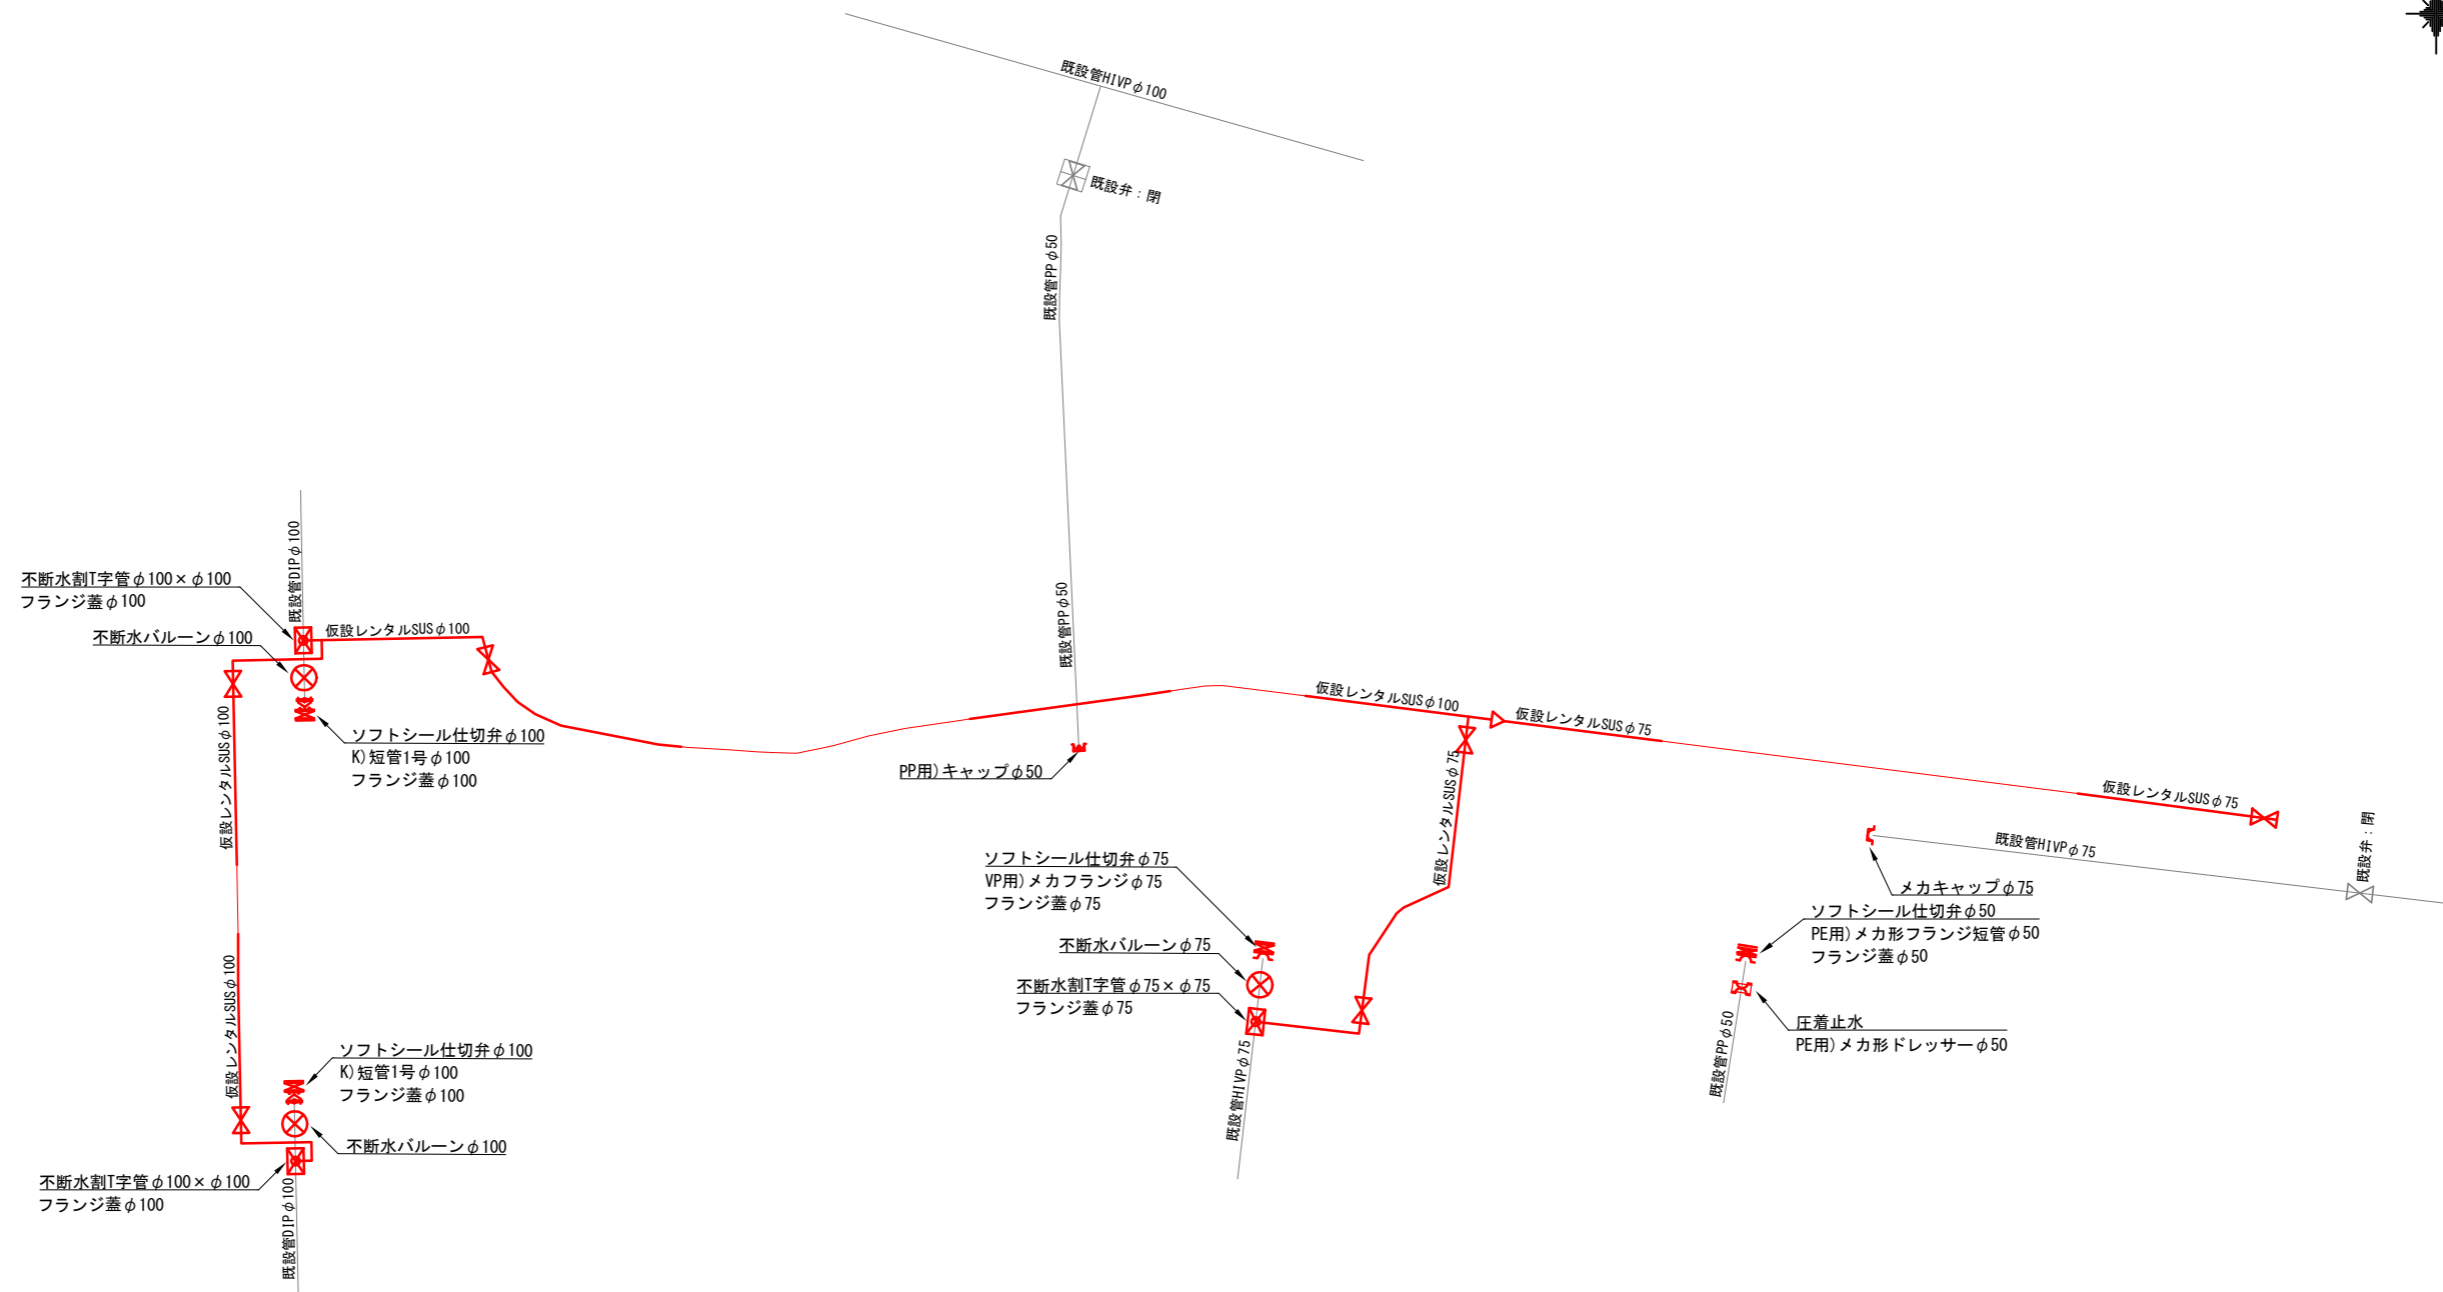 既設管HIVPφ100
既設弁：閉
既設管PPφ50
既設管PPφ50
既設管DIPφ100
不断水割T字管φ100×φ100
フランジ蓋φ100
不断水バルーンφ100
仮設レンタルSUSφ100
仮設レンタルSUSφ100
ソフトシール仕切弁φ100
K)短管1号φ100
フランジ蓋φ100
PP用)キャップφ50
仮設レンタルSUSφ100
仮設レンタルSUSφ75
仮設レンタルSUSφ75
仮設レンタルSUSφ75
既設管HIVPφ75
既設弁：閉
メカキャップφ75
ソフトシール仕切弁φ75
VP用)メカフランジφ75
フランジ蓋φ75
不断水バルーンφ75
不断水割T字管φ75×φ75
フランジ蓋φ75
既設管HIVPφ75
ソフトシール仕切弁φ50
PE用)メカ形フランジ短管φ50
フランジ蓋φ50
圧着止水
PE用)メカ形ドレッサーφ50
既設管PPφ50
仮設レンタルSUSφ100
ソフトシール仕切弁φ100
K)短管1号φ100
フランジ蓋φ100
不断水バルーンφ100
不断水割T字管φ100×φ100
フランジ蓋φ100
既設管DIPφ100